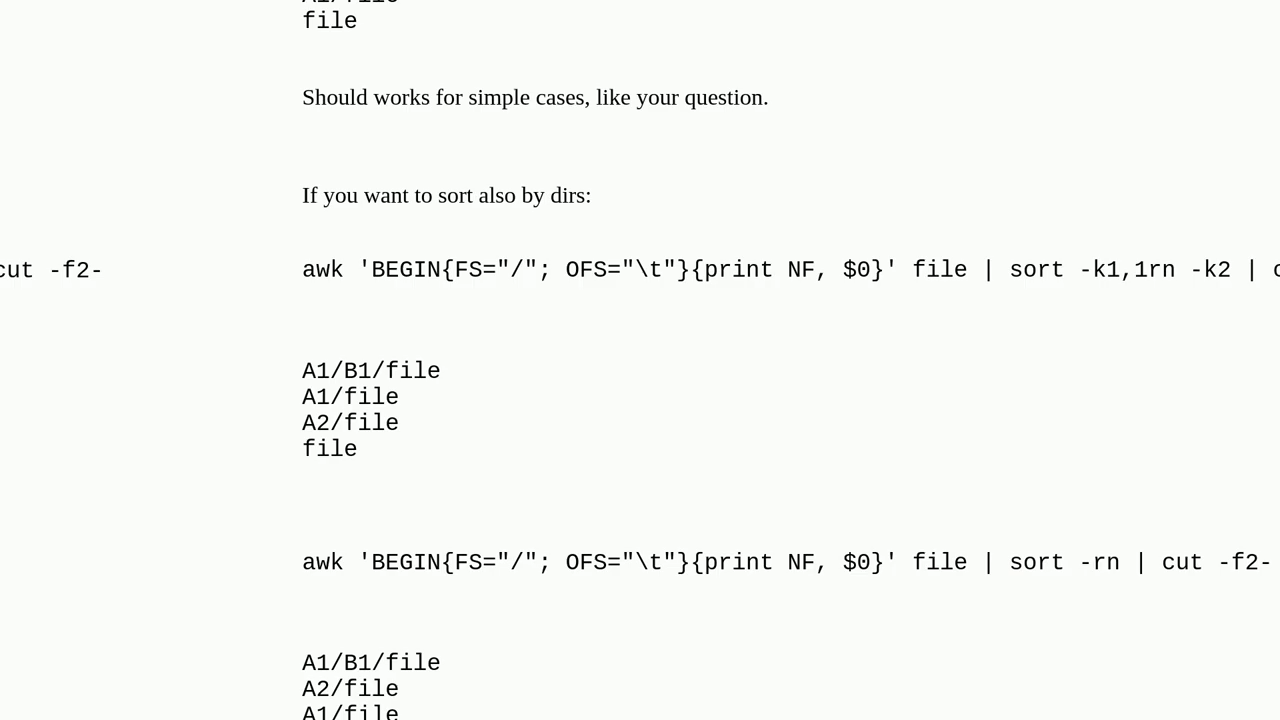 file
Should works for simple cases, like your question.
If you want to sort also by dirs:
cut -f2-
awk 'BEGIN{FS="/"; OFS="\t"}{print NF, $0}' file | sort -k1,1rn -k2 | c
A1/B1/file
A1/file
A2/file
file
awk 'BEGIN{FS="/"; OFS="\t"}{print NF, $0}' file | sort -rn | cut -f2-
A1/B1/file
A2/file
A1/file